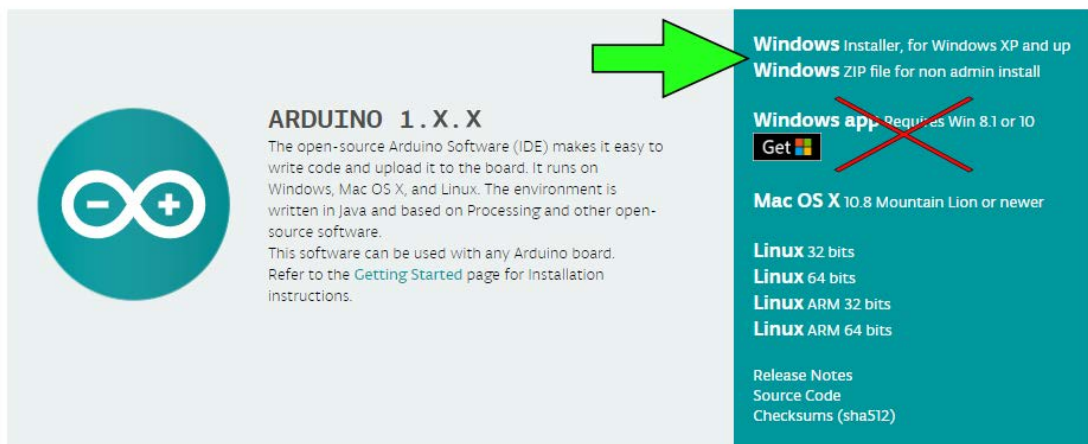 ARDUINO 1.X.X
The open-source Arduino Software (IDE) makes it easy to
write code and upload it to the board. It runs on
Windows, Mac OS X, and Linux. The environment is
written in Java and based on Processing and other open-
source software.
This software can be used with any Arduino board.
Refer to the Getting Started page for Installation
instructions.
Windows Installer, for Windows XP and up
Windows ZIP file for non admin install
Windows app Requires Win 8.1 or 10
Get
Mac OS X 10.8 Mountain Lion or newer
Linux 32 bits
Linux 64 bits
Linux ARM 32 bits
Linux ARM 64 bits
Release Notes
Source Code
Checksums (sha512)